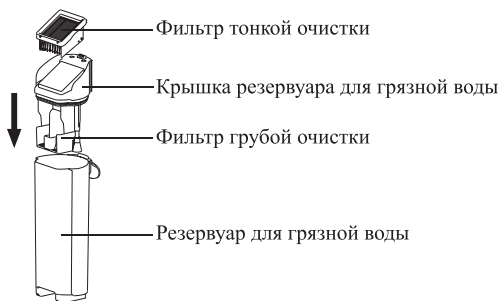 Фильтр тонкой очистки
Крышка резервуара для грязной воды
Фильтр грубой очистки
Резервуар для грязной воды